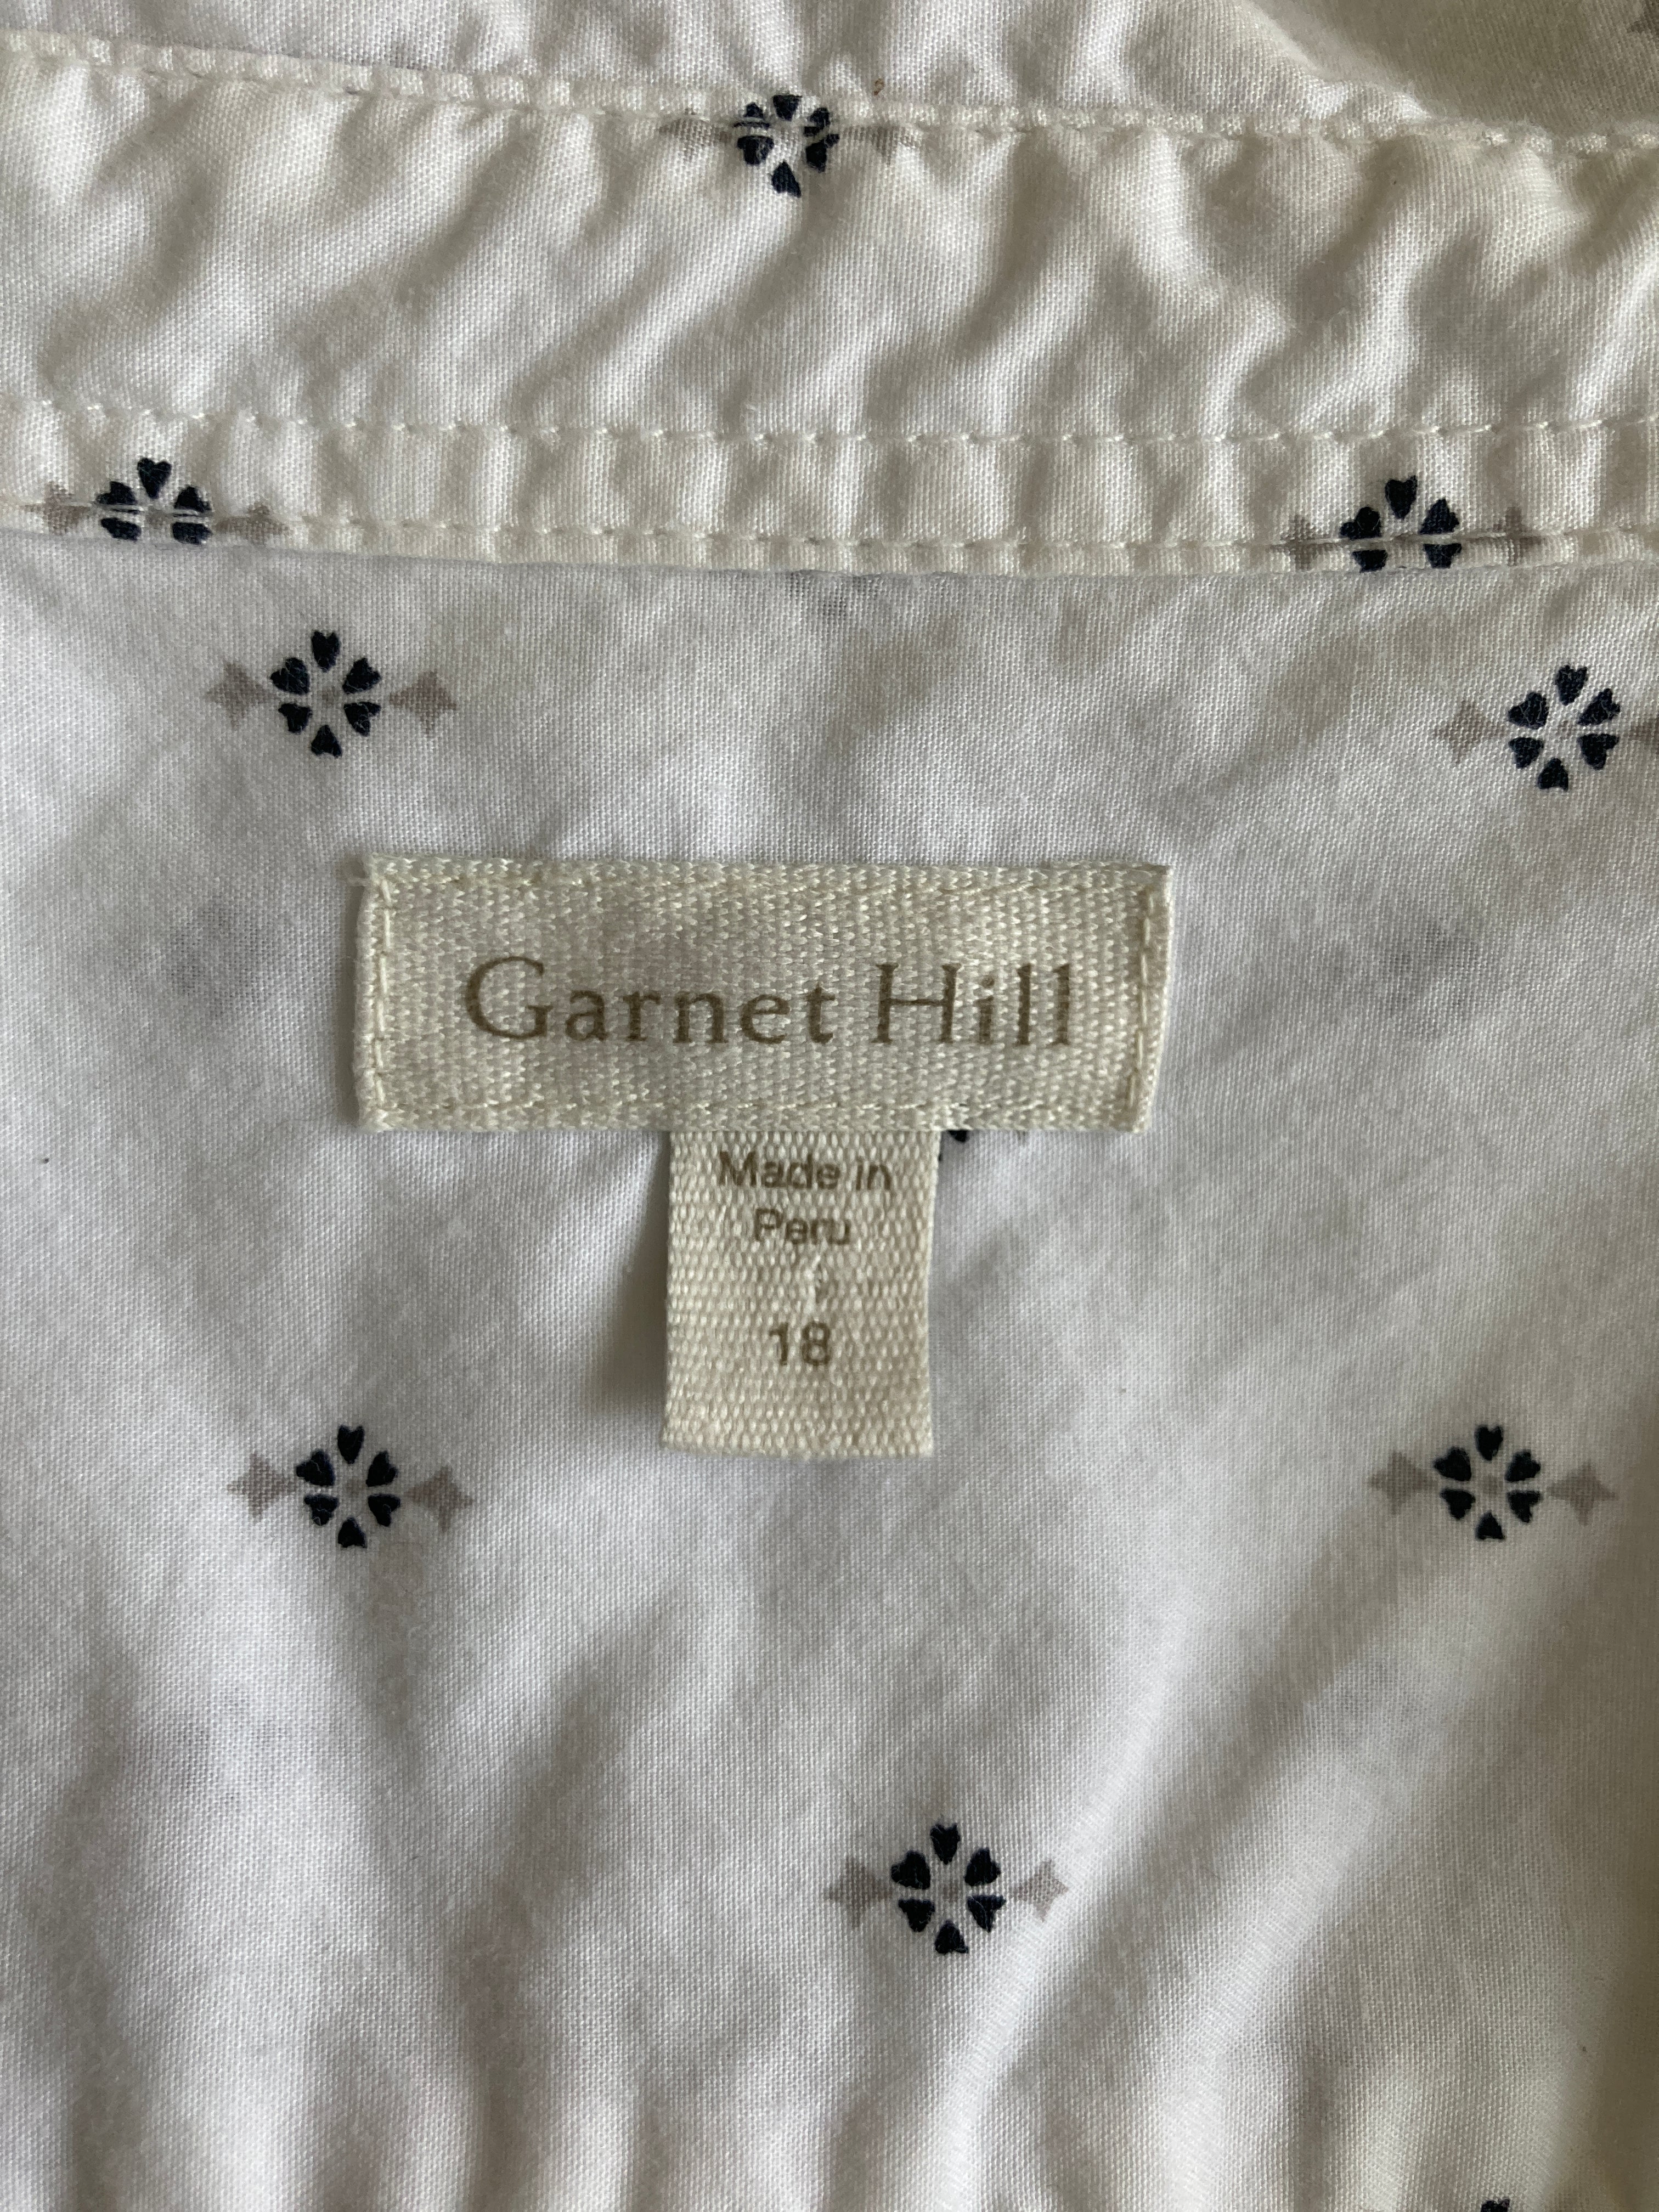 Garnet Hill
Made in
Peru
18